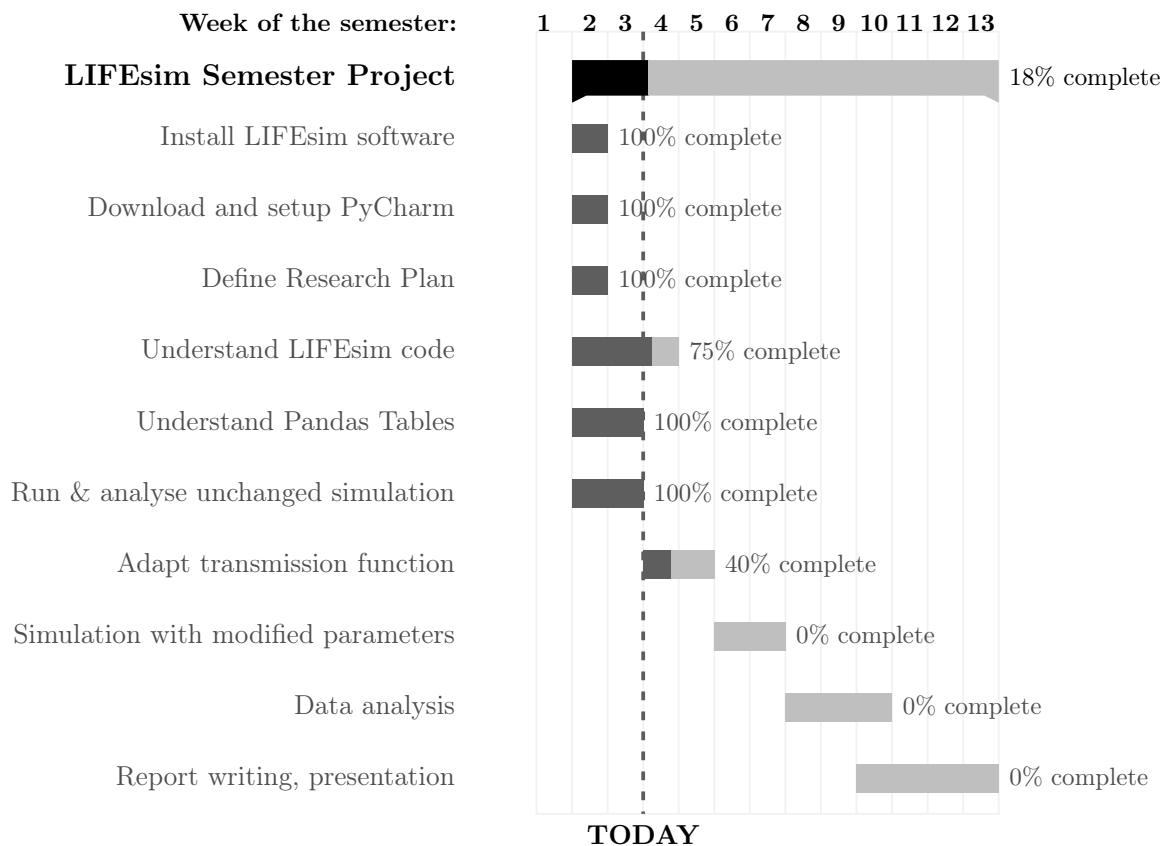 Week of the semester: 1 2 3 4 5 6 7 8 9 10 11 12 13
LIFEsim Semester Project 18% complete
Install LIFEsim software 100% complete
Download and setup PyCharm 100% complete
Define Research Plan 100% complete
Understand LIFEsim code 75% complete
Understand Pandas Tables 100% complete
Run & analyse unchanged simulation 100% complete
Adapt transmission function 40% complete
Simulation with modified parameters 0% complete
Data analysis 0% complete
Report writing, presentation 0% complete
TODAY